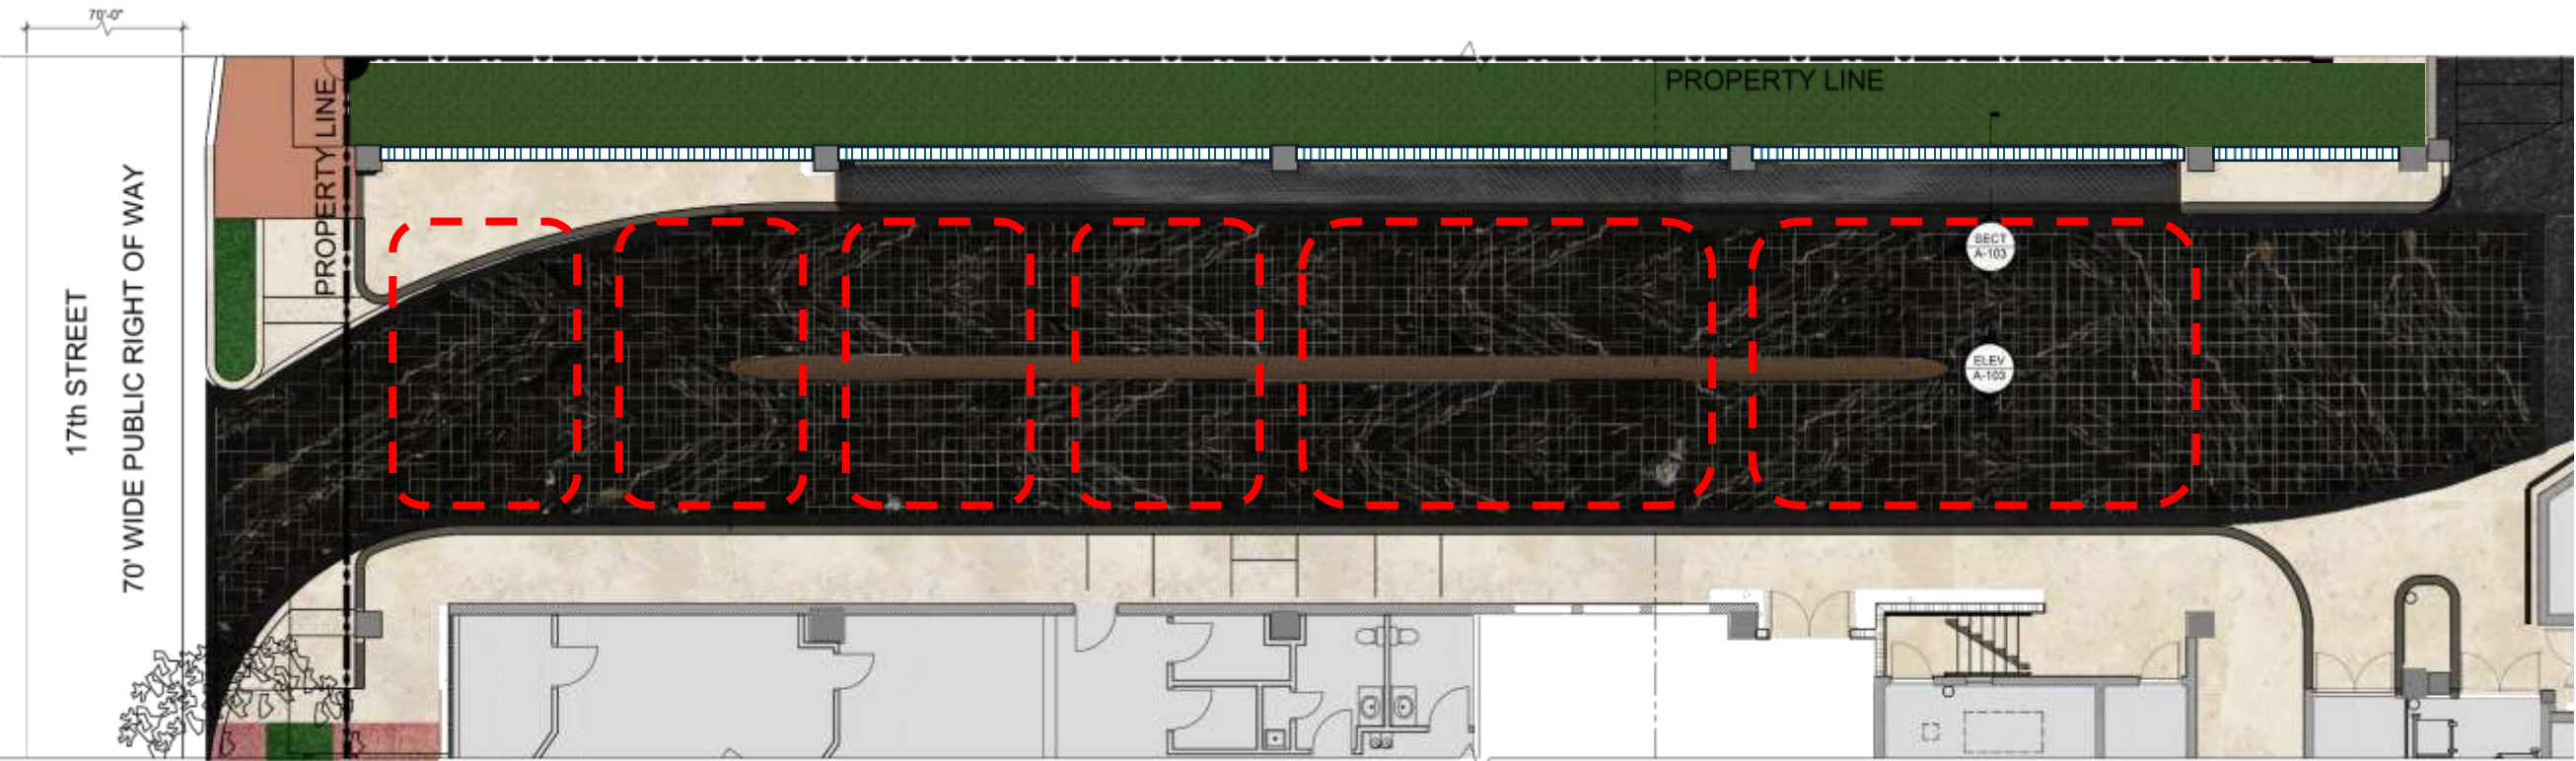 70'-0"
PROPERTY LINE
PROPERTY LINE
17th STREET
70' WIDE PUBLIC RIGHT OF WAY
SECT
A-103
ELEV
A-103